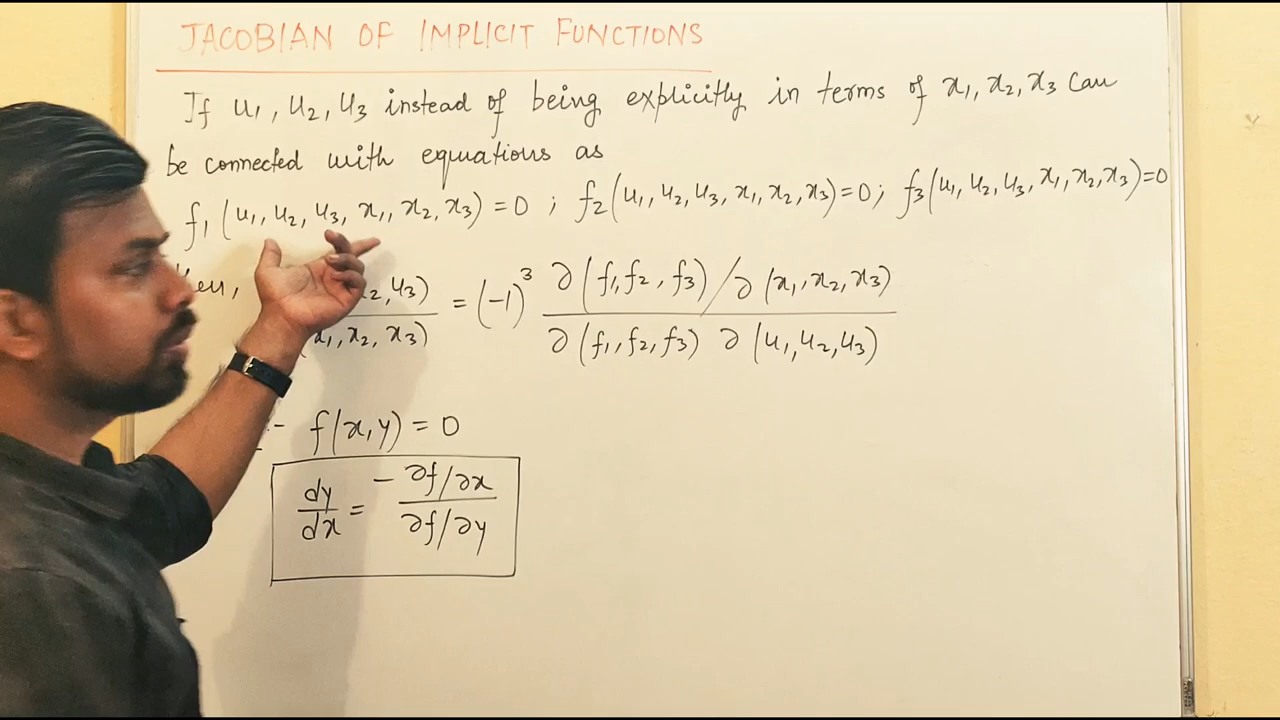 JACOBIAN OF IMPLICIT FUNCTIONS
If u₁, u₂, u₃ instead of being explicitly in terms of x₁, x₂, x₃ can
be connected with equations as
f₁ (u₁, u₂, u₃, x₁, x₂, x₃) = 0 ; f₂ (u₁, u₂, u₃, x₁, x₂, x₃) = 0; f₃ (u₁, u₂, u₃, x₁, x₂, x₃) = 0
₂, u₃) / x₁, x₂, x₃) = (-1)³ ∂(f₁, f₂, f₃) / ∂(x₁, x₂, x₃)
∂(f₁, f₂, f₃) ∂(u₁, u₂, u₃)
:- f(x, y) = 0
dy/dx = - ∂f/∂x
∂f/∂y